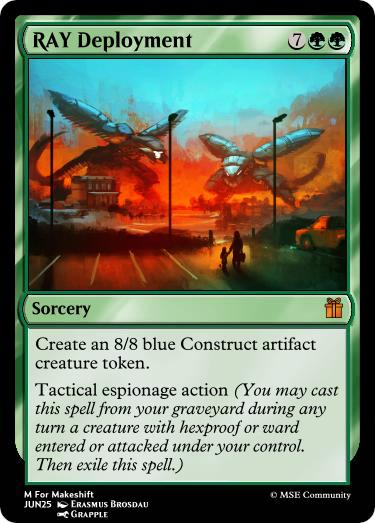 RAY Deployment 7
Sorcery
Create an 8/8 blue Construct artifact
creature token.
Tactical espionage action (You may cast
this spell from your graveyard during any
turn a creature with hexproof or ward
entered or attacked under your control.
Then exile this spell.)
M For Makeshift © MSE Community
JUN25 Erasmus Brosdau
Grapple